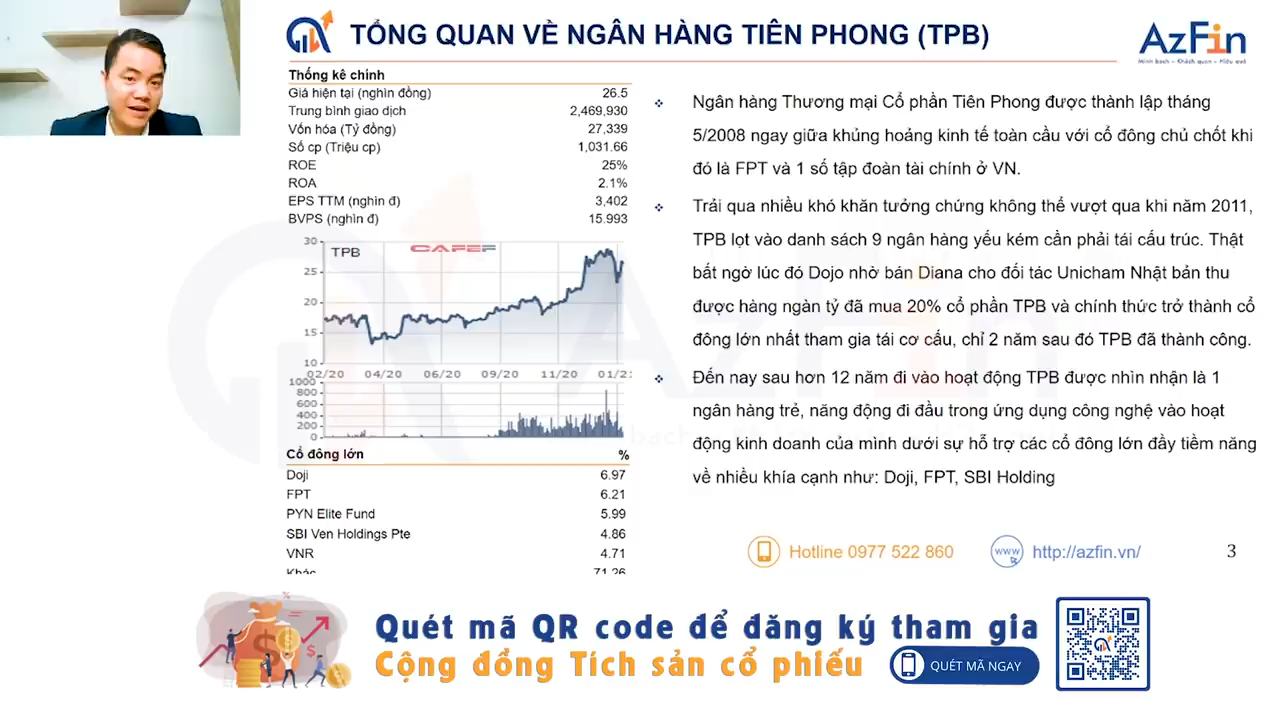 TỔNG QUAN VỀ NGÂN HÀNG TIÊN PHONG (TPB)
AzFin
Minh bạch – Khách quan – Hiệu quả
Thống kê chính
Giá hiện tại (nghìn đồng) 26.5
Trung bình giao dịch 2,469,930
Vốn hóa (Tỷ đồng) 27,339
Số cp (Triệu cp) 1,031.66
ROE 25%
ROA 2.1%
EPS TTM (nghìn đ) 3,402
BVPS (nghìn đ) 15.993
TPB
CAFEF
30
25
20
15
10
02/20 04/20 06/20 09/20 11/20 01/21
1000
800
600
400
200
0
Cổ đông lớn %
Doji 6.97
FPT 6.21
PYN Elite Fund 5.99
SBI Ven Holdings Pte 4.86
VNR 4.71
Khác 71.26
Ngân hàng Thương mại Cổ phần Tiên Phong được thành lập tháng
5/2008 ngay giữa khủng hoảng kinh tế toàn cầu với cổ đông chủ chốt khi
đó là FPT và 1 số tập đoàn tài chính ở VN.
Trải qua nhiều khó khăn tưởng chứng không thể vượt qua khi năm 2011,
TPB lọt vào danh sách 9 ngân hàng yếu kém cần phải tái cấu trúc. Thật
bất ngờ lúc đó Dojo nhờ bán Diana cho đối tác Unicham Nhật bản thu
được hàng ngàn tỷ đã mua 20% cổ phần TPB và chính thức trở thành cổ
đông lớn nhất tham gia tái cơ cấu, chỉ 2 năm sau đó TPB đã thành công.
Đến nay sau hơn 12 năm đi vào hoạt động TPB được nhìn nhận là 1
ngân hàng trẻ, năng động đi đầu trong ứng dụng công nghệ vào hoạt
động kinh doanh của mình dưới sự hỗ trợ các cổ đông lớn đầy tiềm năng
về nhiều khía cạnh như: Doji, FPT, SBI Holding
Hotline 0977 522 860
www
http://azfin.vn/
3
Quét mã QR code để đăng ký tham gia
Cộng đồng Tích sản cổ phiếu
QUÉT MÃ NGAY